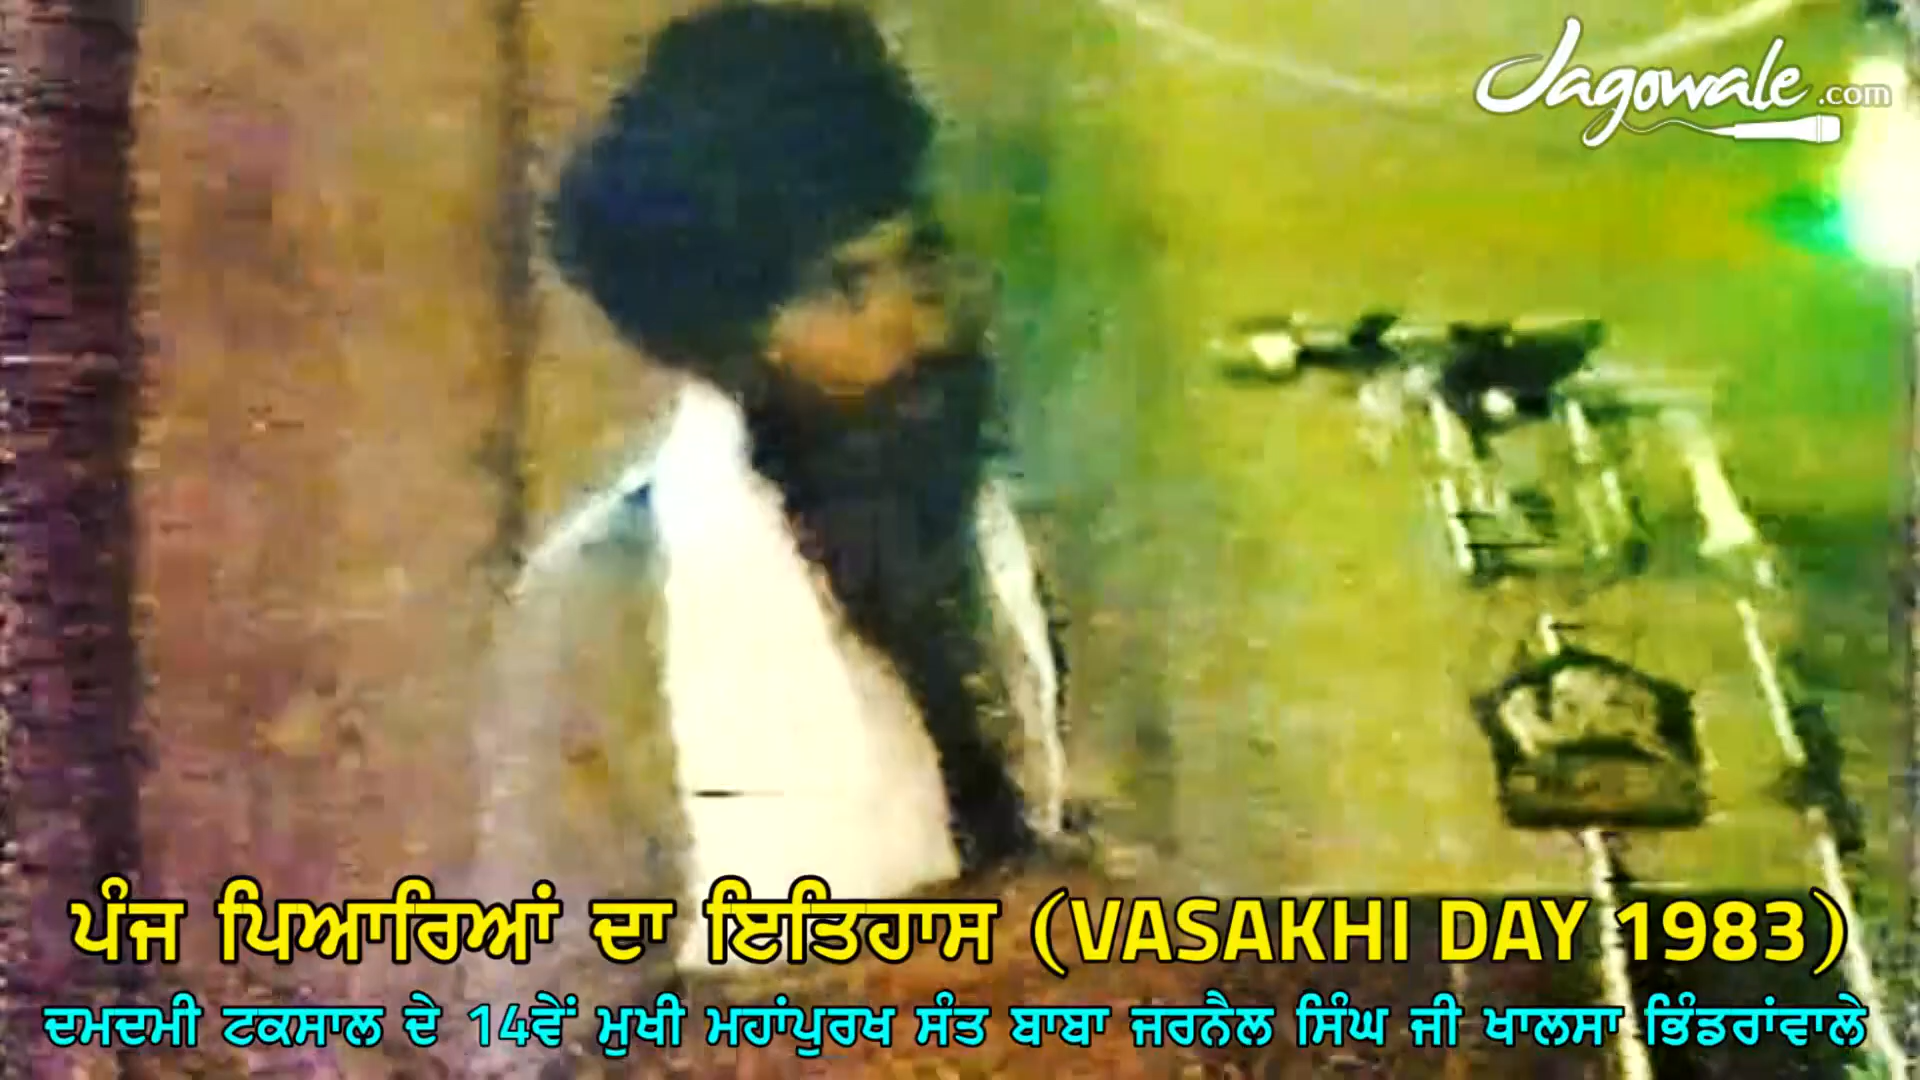 Jagowale.com
ਪੰਜ ਪਿਆਰਿਆਂ ਦਾ ਇਤਿਹਾਸ (VASAKHI DAY 1983)
ਦਮਦਮੀ ਟਕਸਾਲ ਦੇ 14ਵੇਂ ਮੁਖੀ ਮਹਾਂਪੁਰਖ ਸੰਤ ਬਾਬਾ ਜਰਨੈਲ ਸਿੰਘ ਜੀ ਖਾਲਸਾ ਭਿੰਡਰਾਂਵਾਲੇ